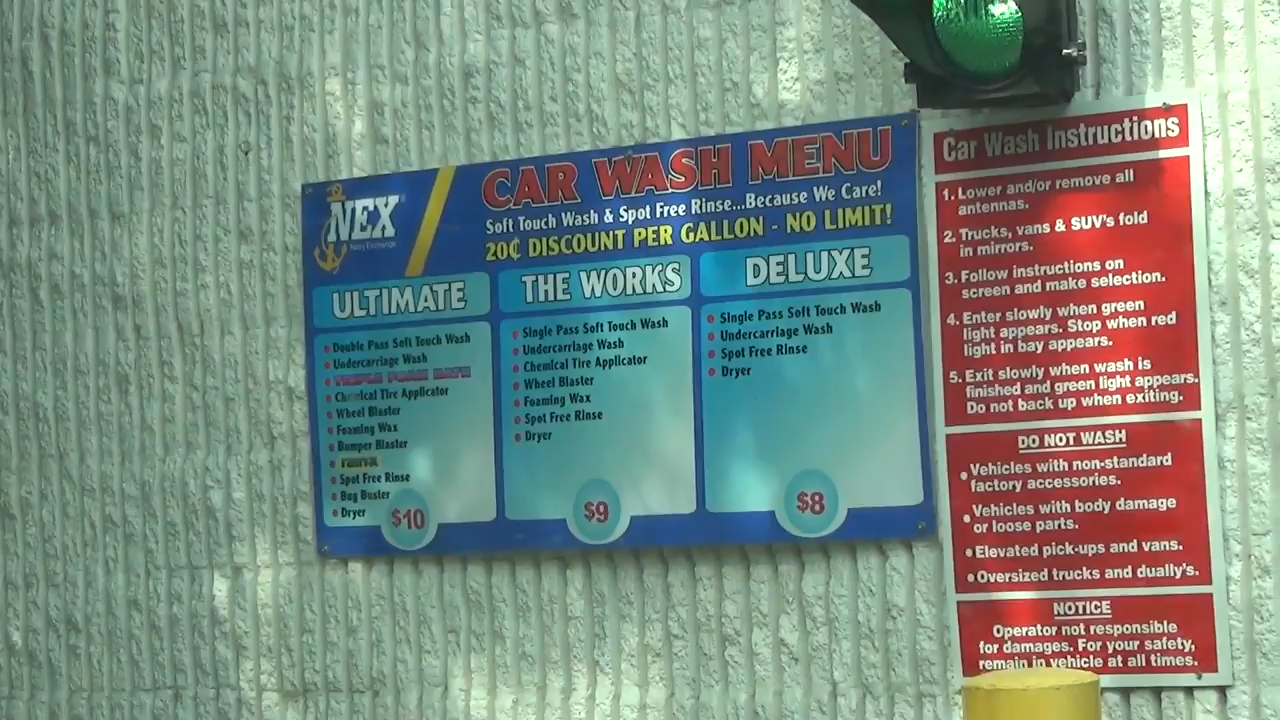 NEX
Navy Exchange
CAR WASH MENU
Soft Touch Wash & Spot Free Rinse...Because We Care!
20¢ DISCOUNT PER GALLON - NO LIMIT!
ULTIMATE
Double Pass Soft Touch Wash
Undercarriage Wash
TRIPLE FOAM BATH
Chemical Tire Applicator
Wheel Blaster
Foaming Wax
Bumper Blaster
Spot Free Rinse
Bug Buster
Dryer
$10
THE WORKS
Single Pass Soft Touch Wash
Undercarriage Wash
Chemical Tire Applicator
Wheel Blaster
Foaming Wax
Spot Free Rinse
Dryer
$9
DELUXE
Single Pass Soft Touch Wash
Undercarriage Wash
Spot Free Rinse
Dryer
$8
Car Wash Instructions
1. Lower and/or remove all
antennas.
2. Trucks, vans & SUV's fold
in mirrors.
3. Follow instructions on
screen and make selection.
4. Enter slowly when green
light appears. Stop when red
light in bay appears.
5. Exit slowly when wash is
finished and green light appears.
Do not back up when exiting.
DO NOT WASH
• Vehicles with non-standard
factory accessories.
• Vehicles with body damage
or loose parts.
• Elevated pick-ups and vans.
• Oversized trucks and dually's.
NOTICE
Operator not responsible
for damages. For your safety,
remain in vehicle at all times.